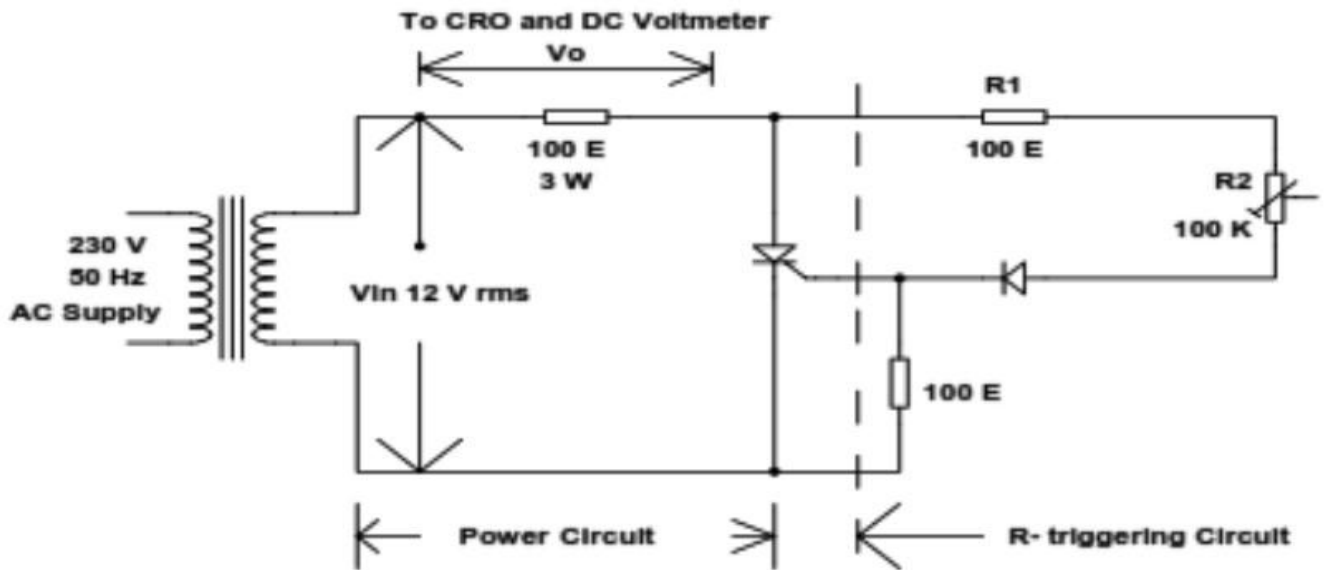 To CRO and DC Voltmeter
Vo
R1
100 E
3 W
100 E
R2
100 K
230 V
50 Hz
AC Supply
Vin 12 V rms
100 E
Power Circuit
R- triggering Circuit